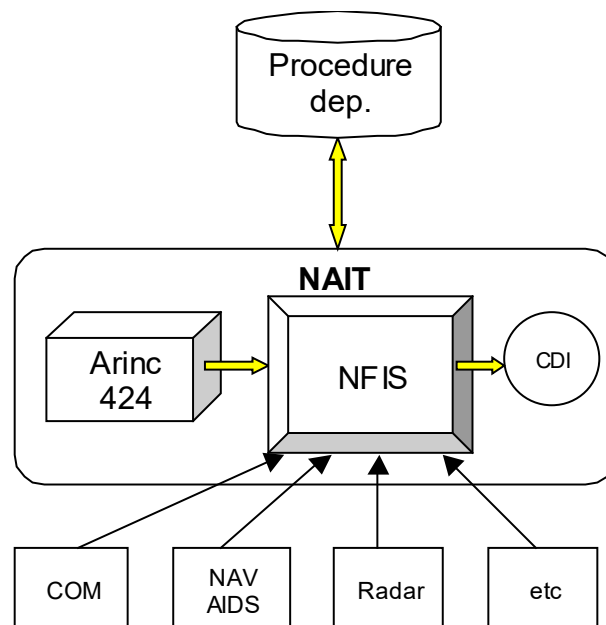 Procedure
dep.
NAIT
Arinc
424
NFIS
CDI
COM
NAV
AIDS
Radar
etc